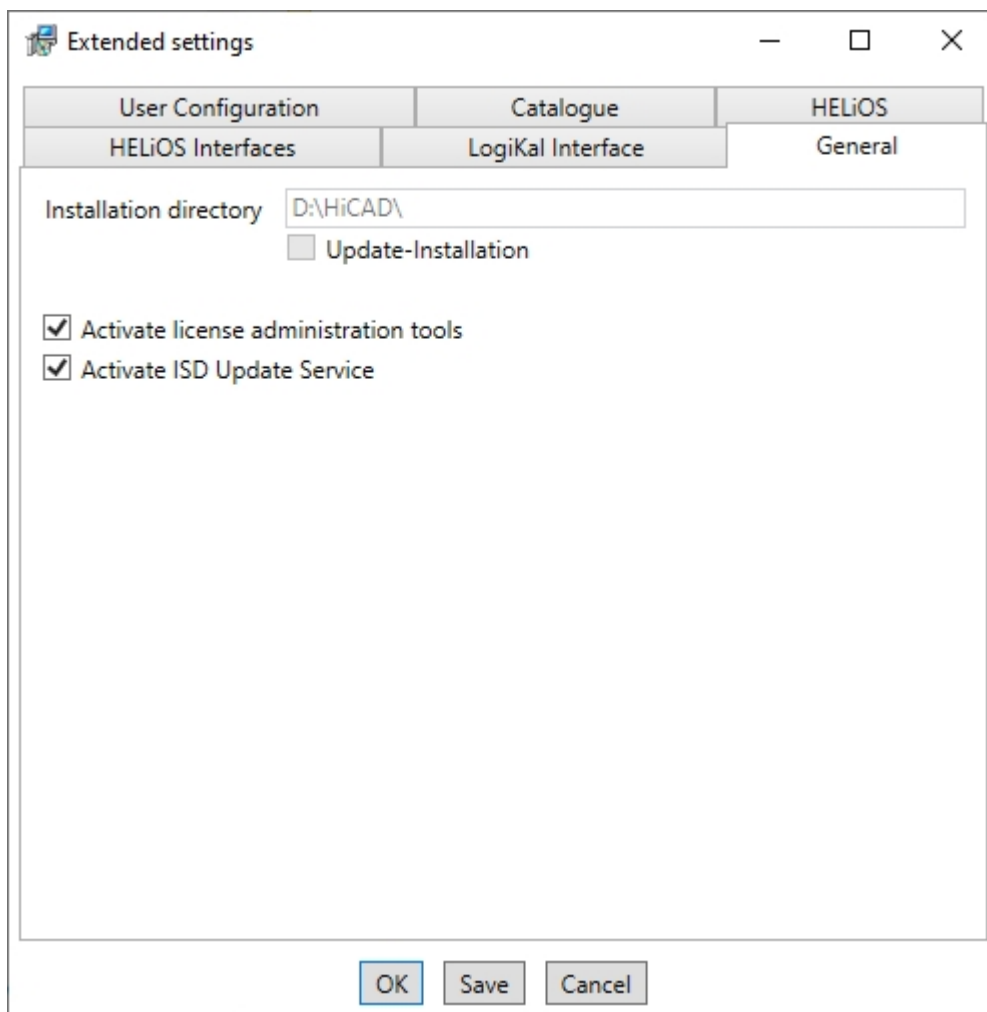 Extended settings
User Configuration Catalogue HELiOS
HELiOS Interfaces LogiKal Interface General
Installation directory D:\HiCAD\
Update-Installation
Activate license administration tools
Activate ISD Update Service
OK Save Cancel